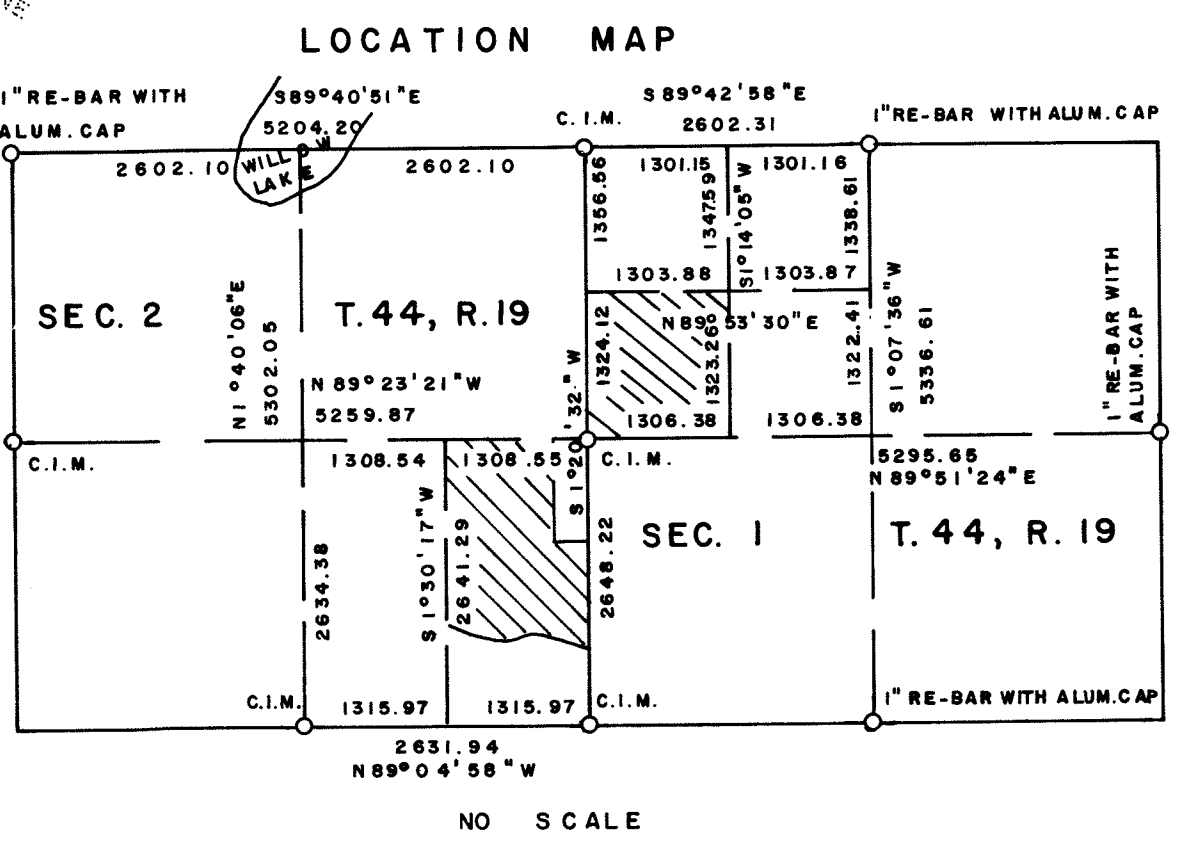 LOCATION MAP
1" RE-BAR WITH
ALUM. CAP
S89°40'51"E
5204.20
C. I. M.
S89°42'58"E
2602.31
1" RE-BAR WITH ALUM. CAP
2602.10
WILL W
LAKE
2602.10
1356.56
1301.15
1347.59
S1°14'05"W
1301.16
1338.61
1303.88
1303.87
SEC. 2
N1°40'06"E
5302.05
T. 44, R. 19
1324.12
N89°53'30"E
1323.26
1322.41
S1°07'36"W
5336.61
1" RE-BAR WITH
ALUM. CAP
N 89°23'21"W
5259.87
1306.38
1306.38
C.I.M.
1308.54
1308.55
S 1°20'32" W
C. I. M.
5295.65
N 89°51'24"E
2634.38
S 1°30'17"W
2641.29
2648.22
SEC. 1
T. 44, R. 19
C.I.M.
1315.97
1315.97
C.I.M.
1" RE-BAR WITH ALUM. CAP
2631.94
N89°04'58"W
NO SCALE